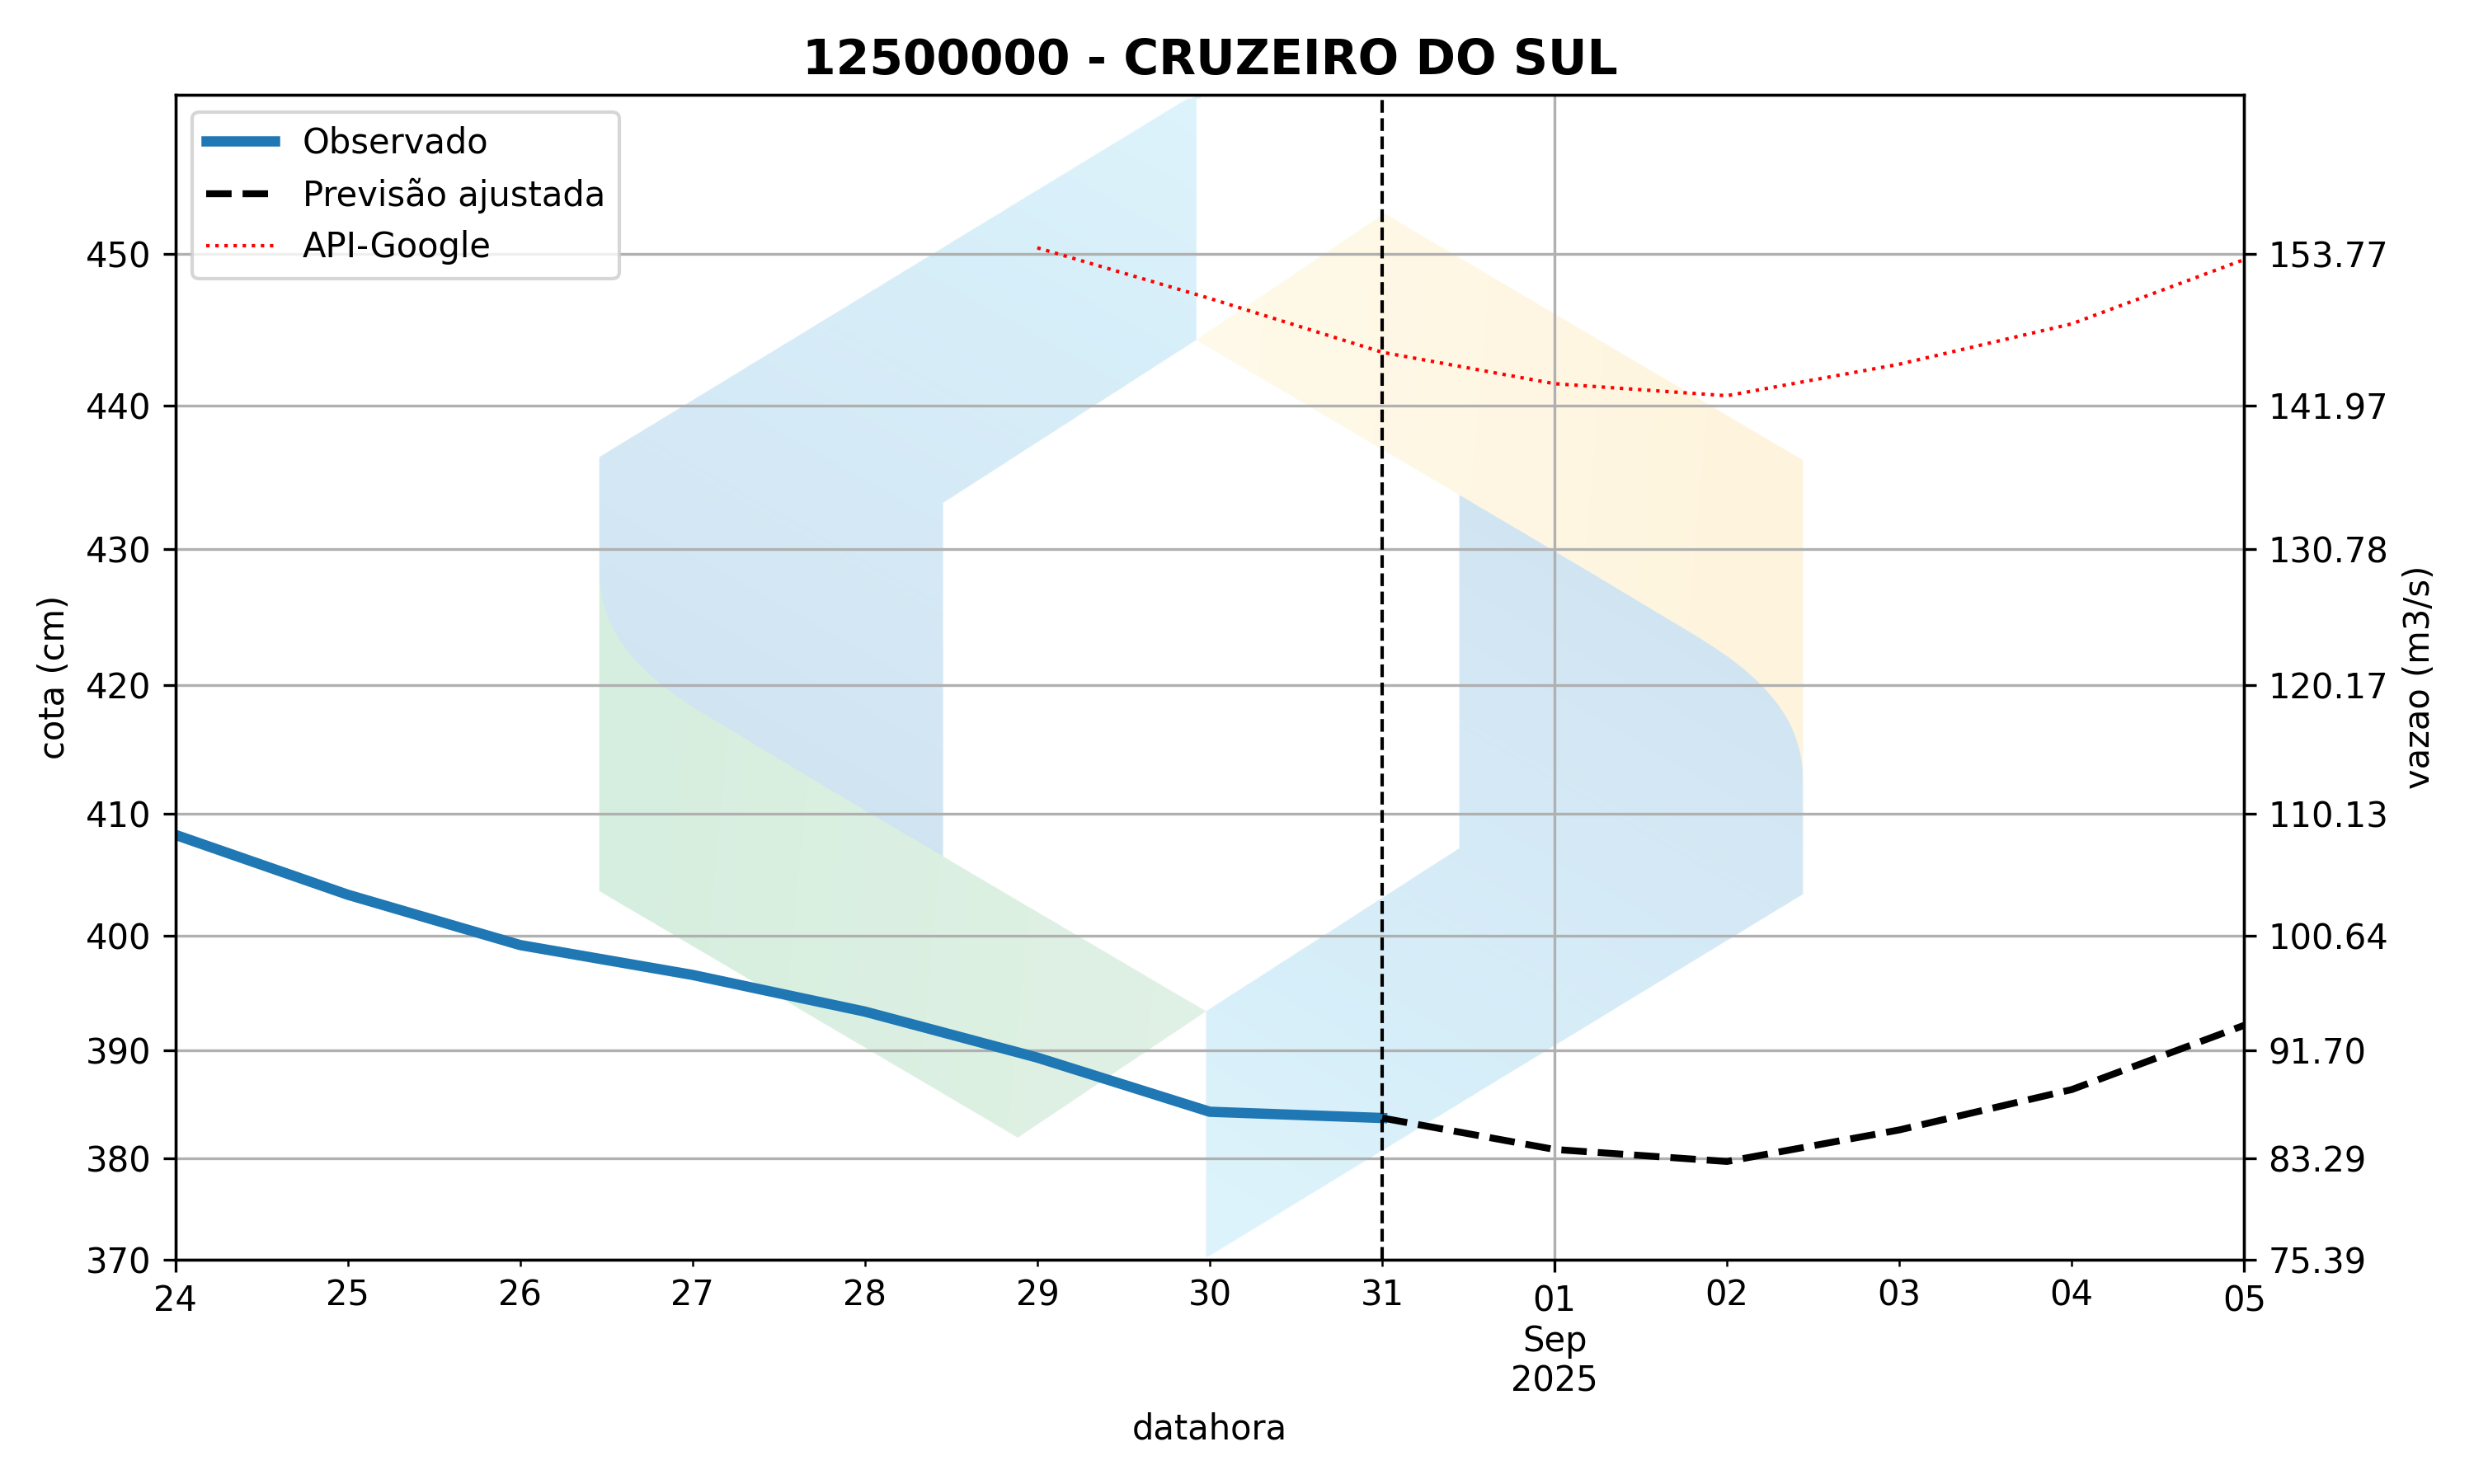 12500000 - CRUZEIRO DO SUL
Observado
Previsão ajustada
API-Google
cota (cm)
450
440
430
420
410
400
390
380
370
153.77
141.97
130.78
120.17
110.13
100.64
91.70
83.29
75.39
vazao (m3/s)
24 25 26 27 28 29 30 31 01 02 03 04 05
Sep
2025
datahora